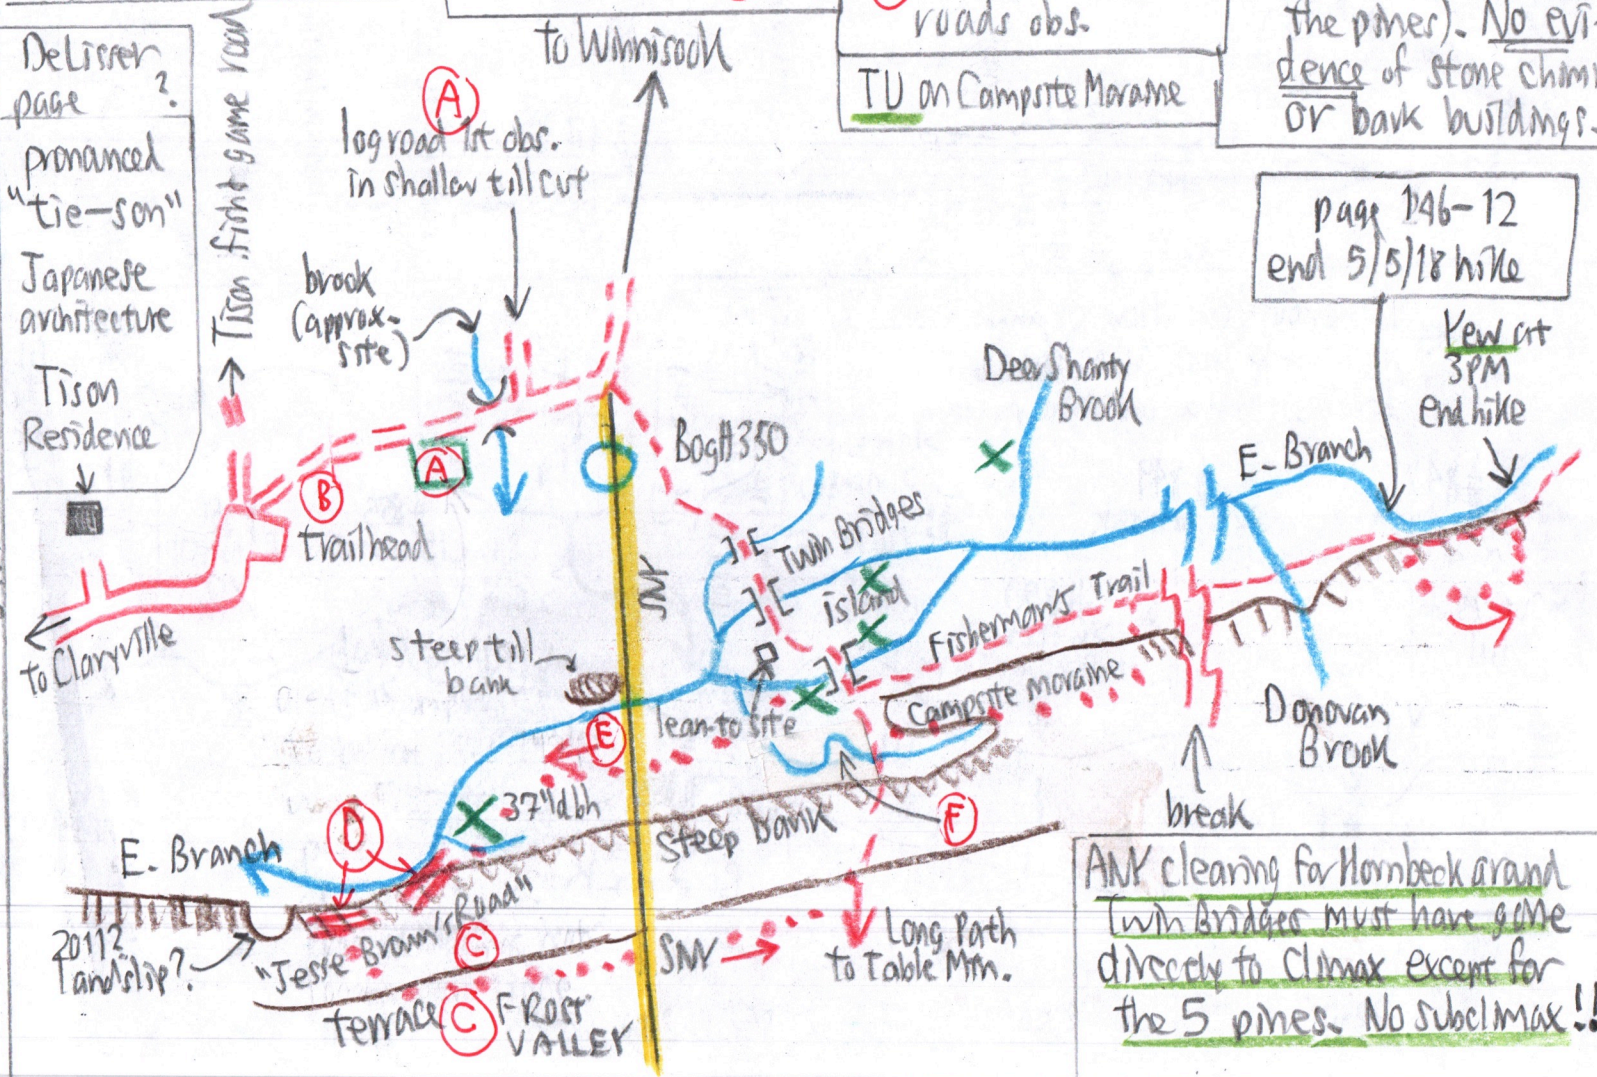 DeLisser
page ?
pronounced
"tie-son"
Japanese
architecture
Tison
Residence
Tison fish+game road
to Winnisook
A
log road 1st obs.
in shallow till cut
brook
(approx.
site)
roads obs.
TU on Campsite Moraine
the pines). No evi-
dence of stone chim
or bark buildings.
page 146-12
end 5/5/18 hike
Yew at
3PM
end hike
Deer Shanty
Brook
E-Branch
Bog#350
A
B
trailhead
Twin Bridges
island
Fisherman's Trail
SNY
to Claryville
steep till
bank
lean-to site
Campsite Moraine
Donovan
Brook
break
E
37"dbh
D
F
E-Branch
steep bank
2011?
landslip?
"Jesse Brown's Road"
C
SNY
Long Path
to Table Mtn.
terrace
C
FROST
VALLEY
ANY clearing for Hornbeck around
Twin Bridges must have gone
directly to climax except for
the 5 pines. No subclimax!!